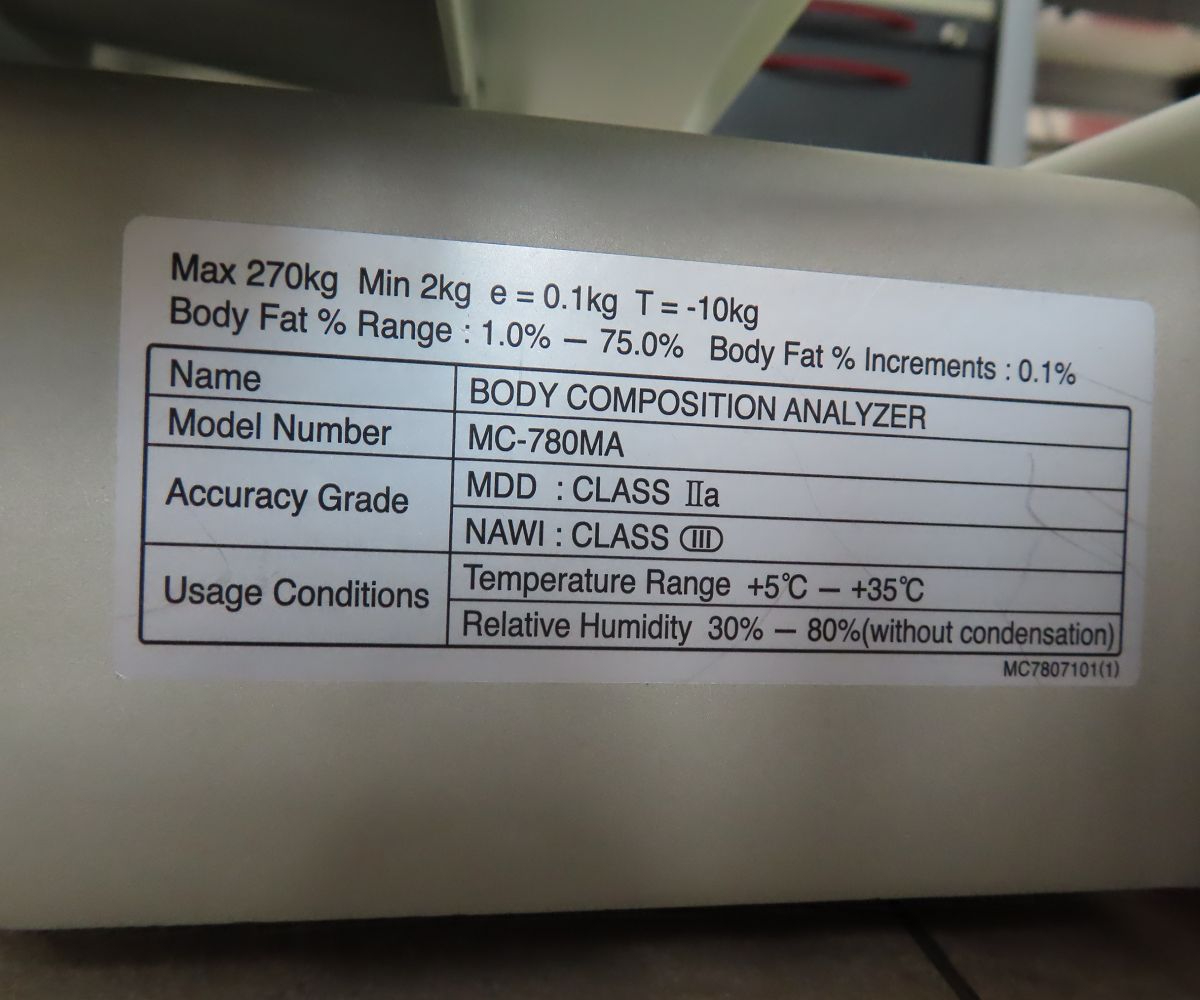 Max 270kg Min 2kg e = 0.1kg T = -10kg
Body Fat % Range : 1.0% – 75.0% Body Fat % Increments : 0.1%
Name BODY COMPOSITION ANALYZER
Model Number MC-780MA
Accuracy Grade MDD : CLASS Ⅱa
NAWI : CLASS Ⅲ
Usage Conditions Temperature Range +5℃ – +35℃
Relative Humidity 30% – 80%(without condensation)
MC7807101(1)